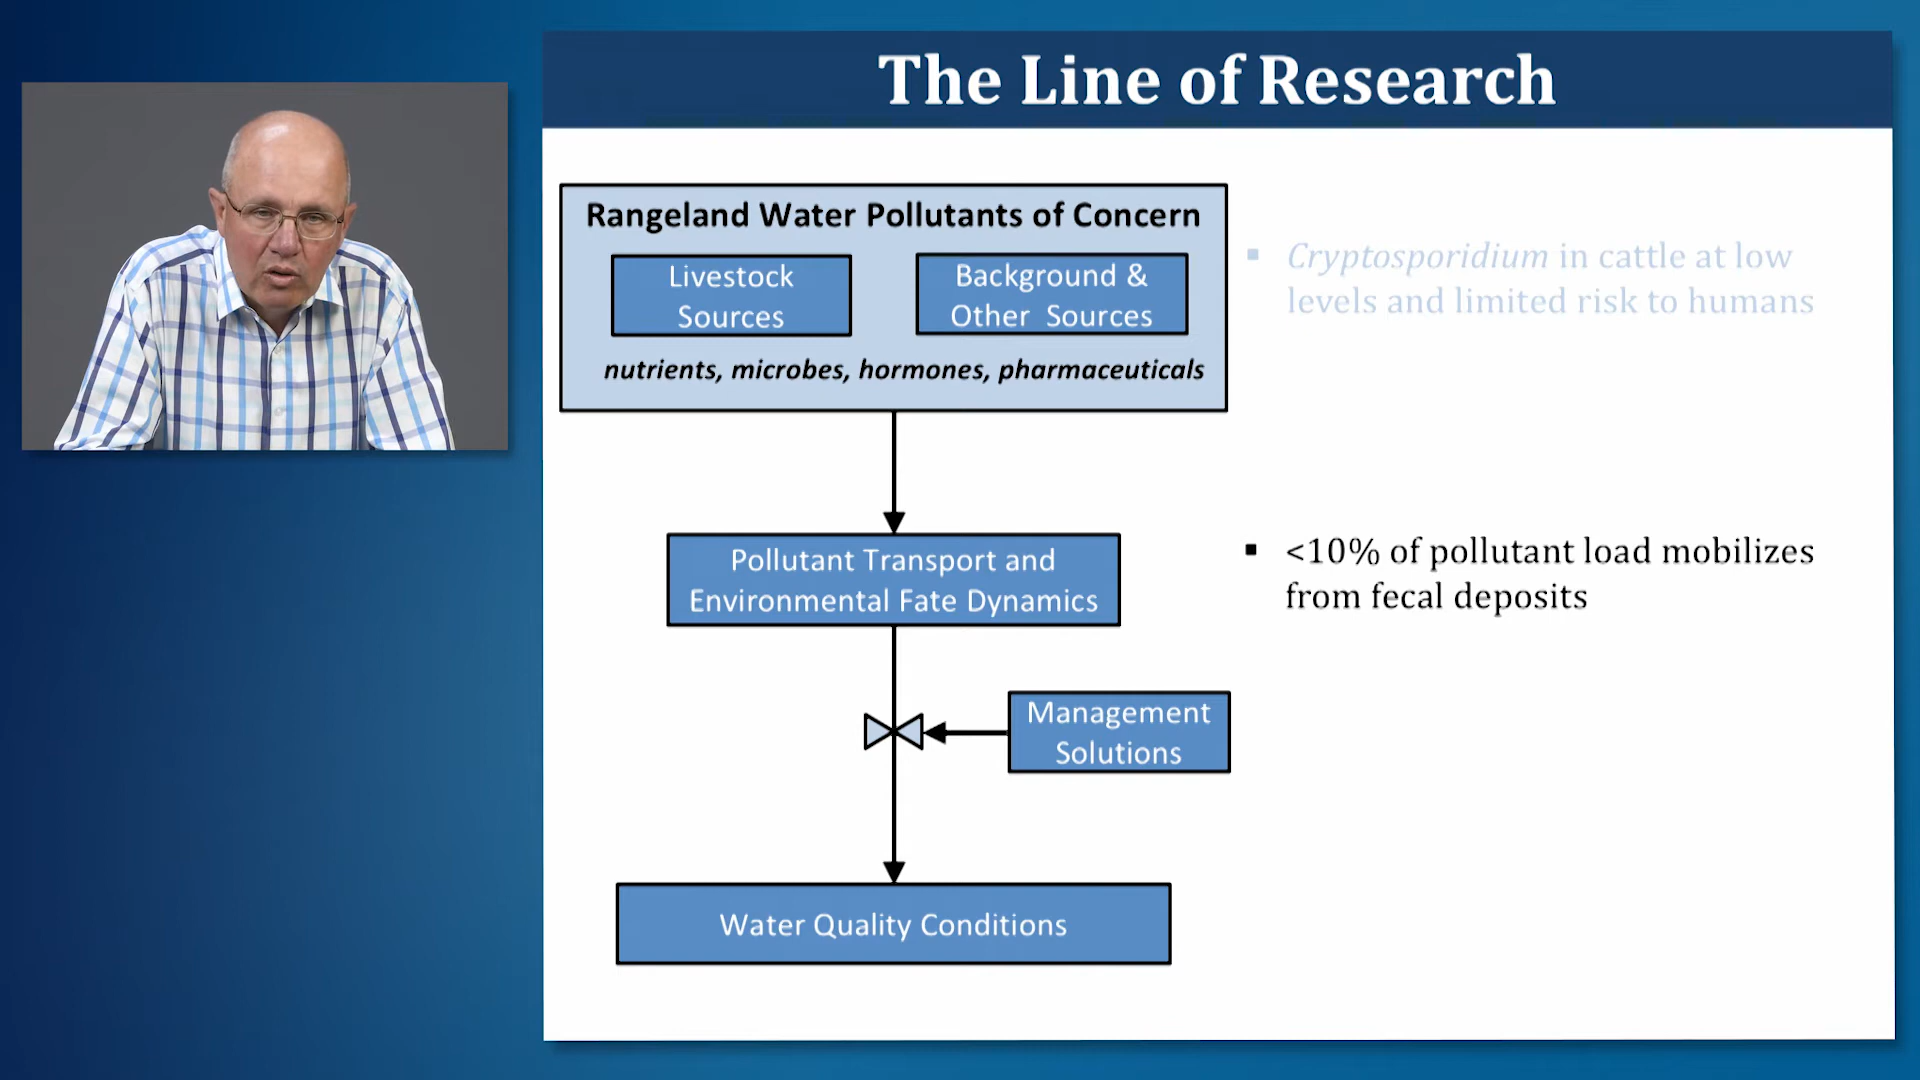 The Line of Research
Rangeland Water Pollutants of Concern
Livestock
Sources
Background &
Other Sources
nutrients, microbes, hormones, pharmaceuticals
Cryptosporidium in cattle at low
levels and limited risk to humans
Pollutant Transport and
Environmental Fate Dynamics
<10% of pollutant load mobilizes
from fecal deposits
Management
Solutions
Water Quality Conditions